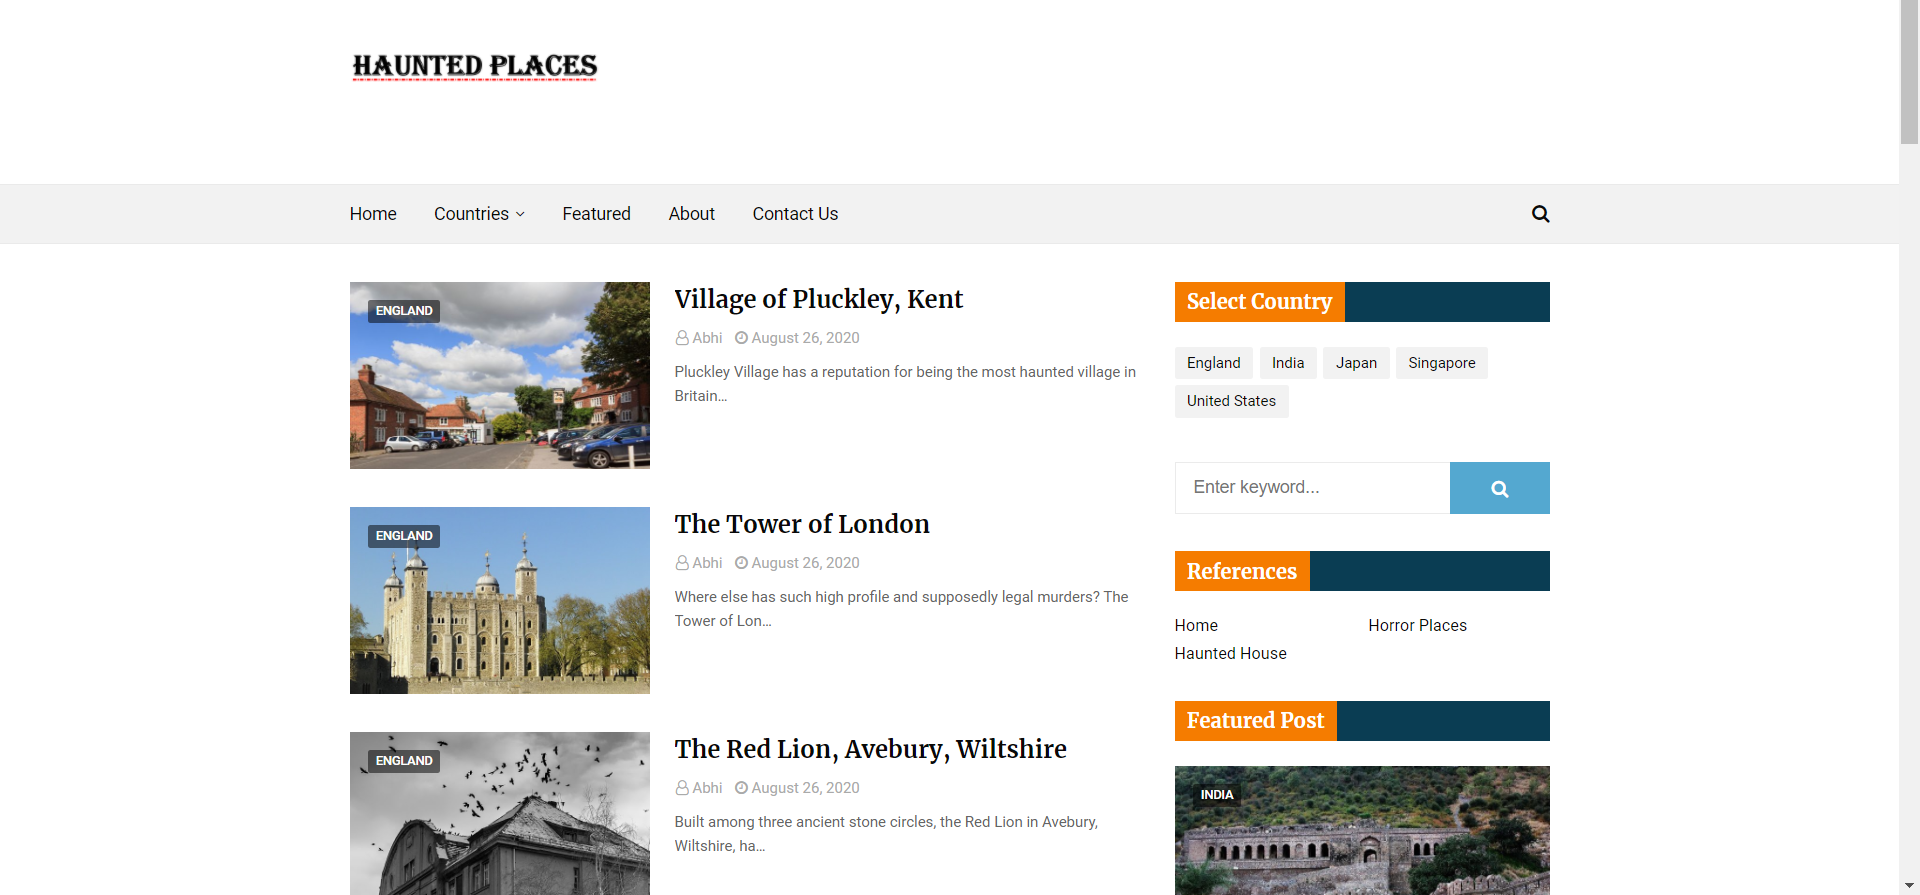 HAUNTED PLACES
Home
Countries
Featured
About
Contact Us
ENGLAND
Village of Pluckley, Kent
Abhi
August 26, 2020
Pluckley Village has a reputation for being the most haunted village in
Britain...
ENGLAND
The Tower of London
Abhi
August 26, 2020
Where else has such high profile and supposedly legal murders? The
Tower of Lon...
ENGLAND
The Red Lion, Avebury, Wiltshire
Abhi
August 26, 2020
Built among three ancient stone circles, the Red Lion in Avebury,
Wiltshire, ha...
Select Country
England
India
Japan
Singapore
United States
Enter keyword...
References
Home
Horror Places
Haunted House
Featured Post
INDIA